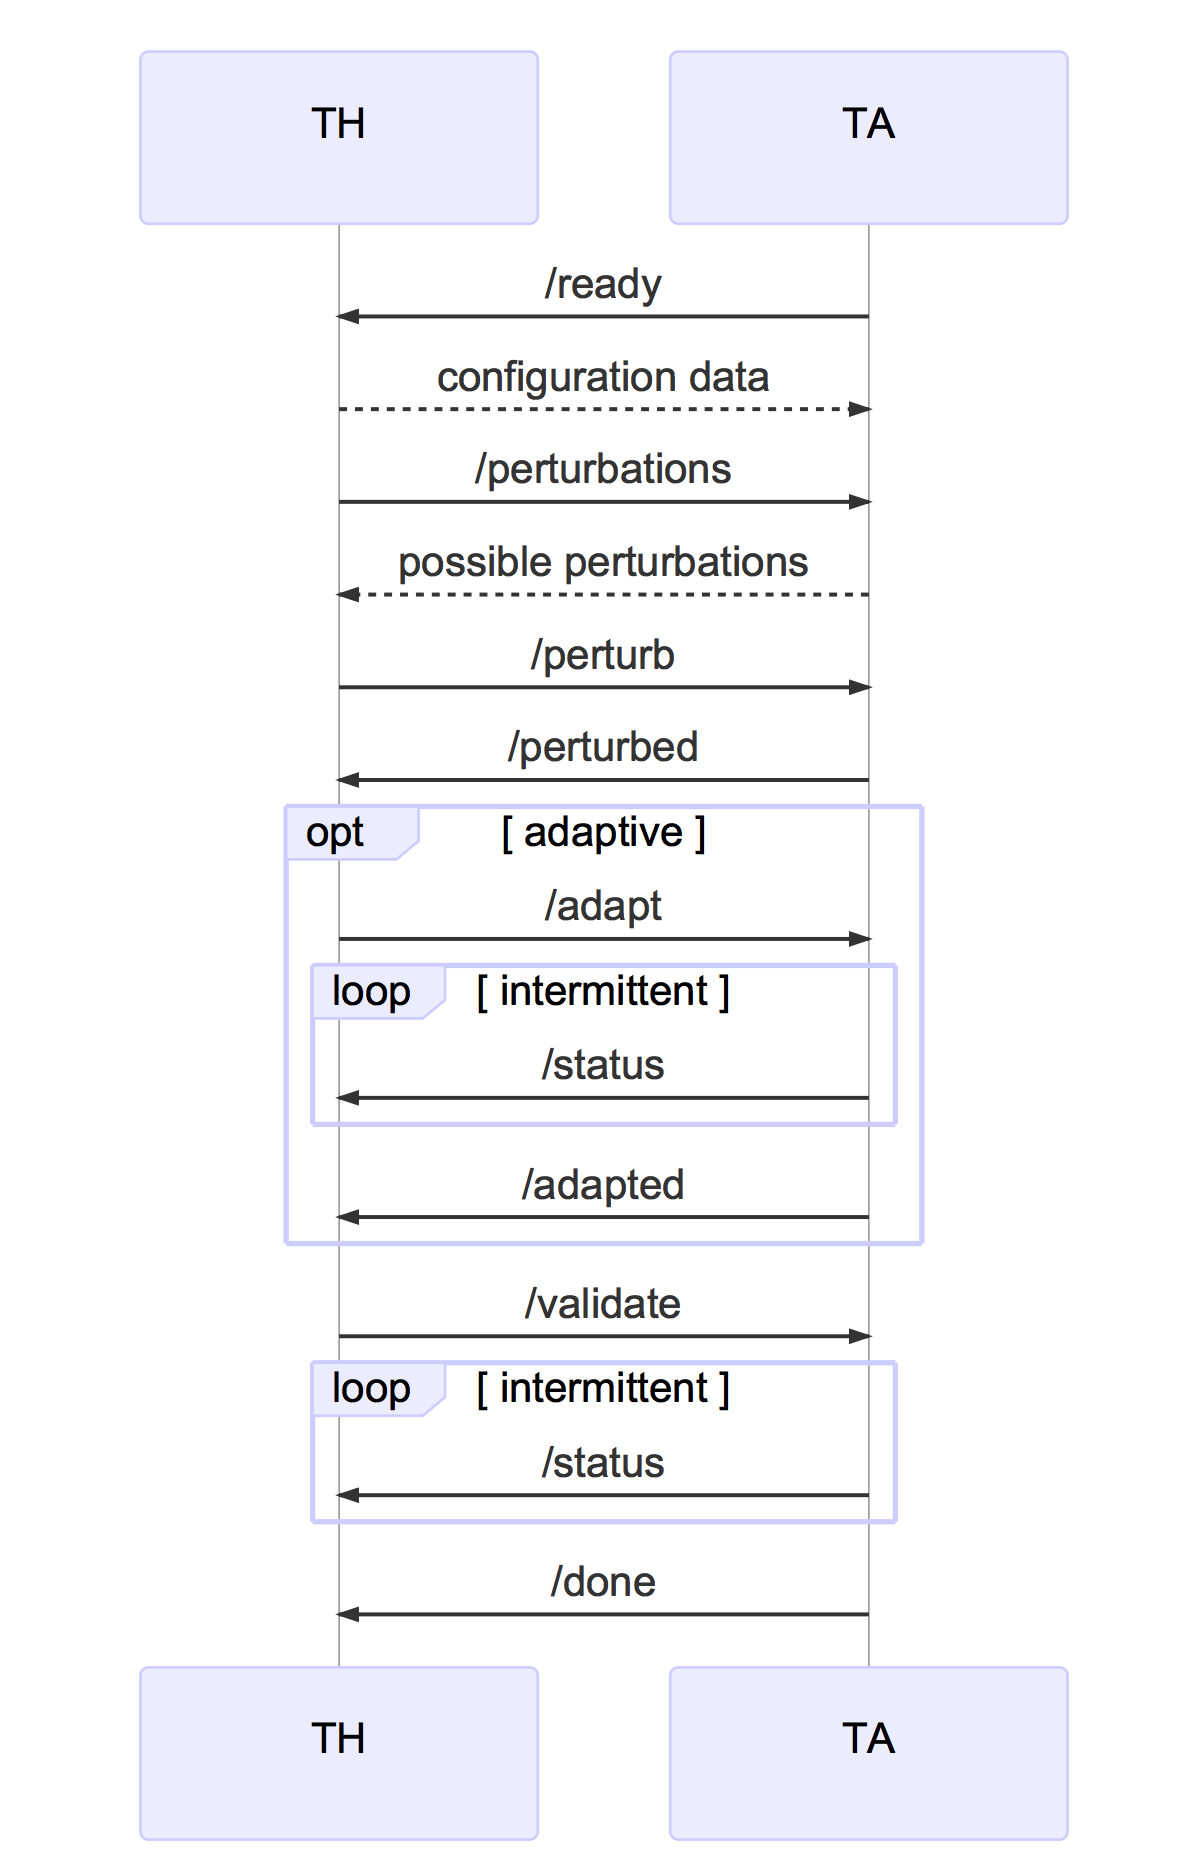 TH TA
/ready
configuration data
/perturbations
possible perturbations
/perturb
/perturbed
opt [ adaptive ]
/adapt
loop [ intermittent ]
/status
/adapted
/validate
loop [ intermittent ]
/status
/done
TH TA